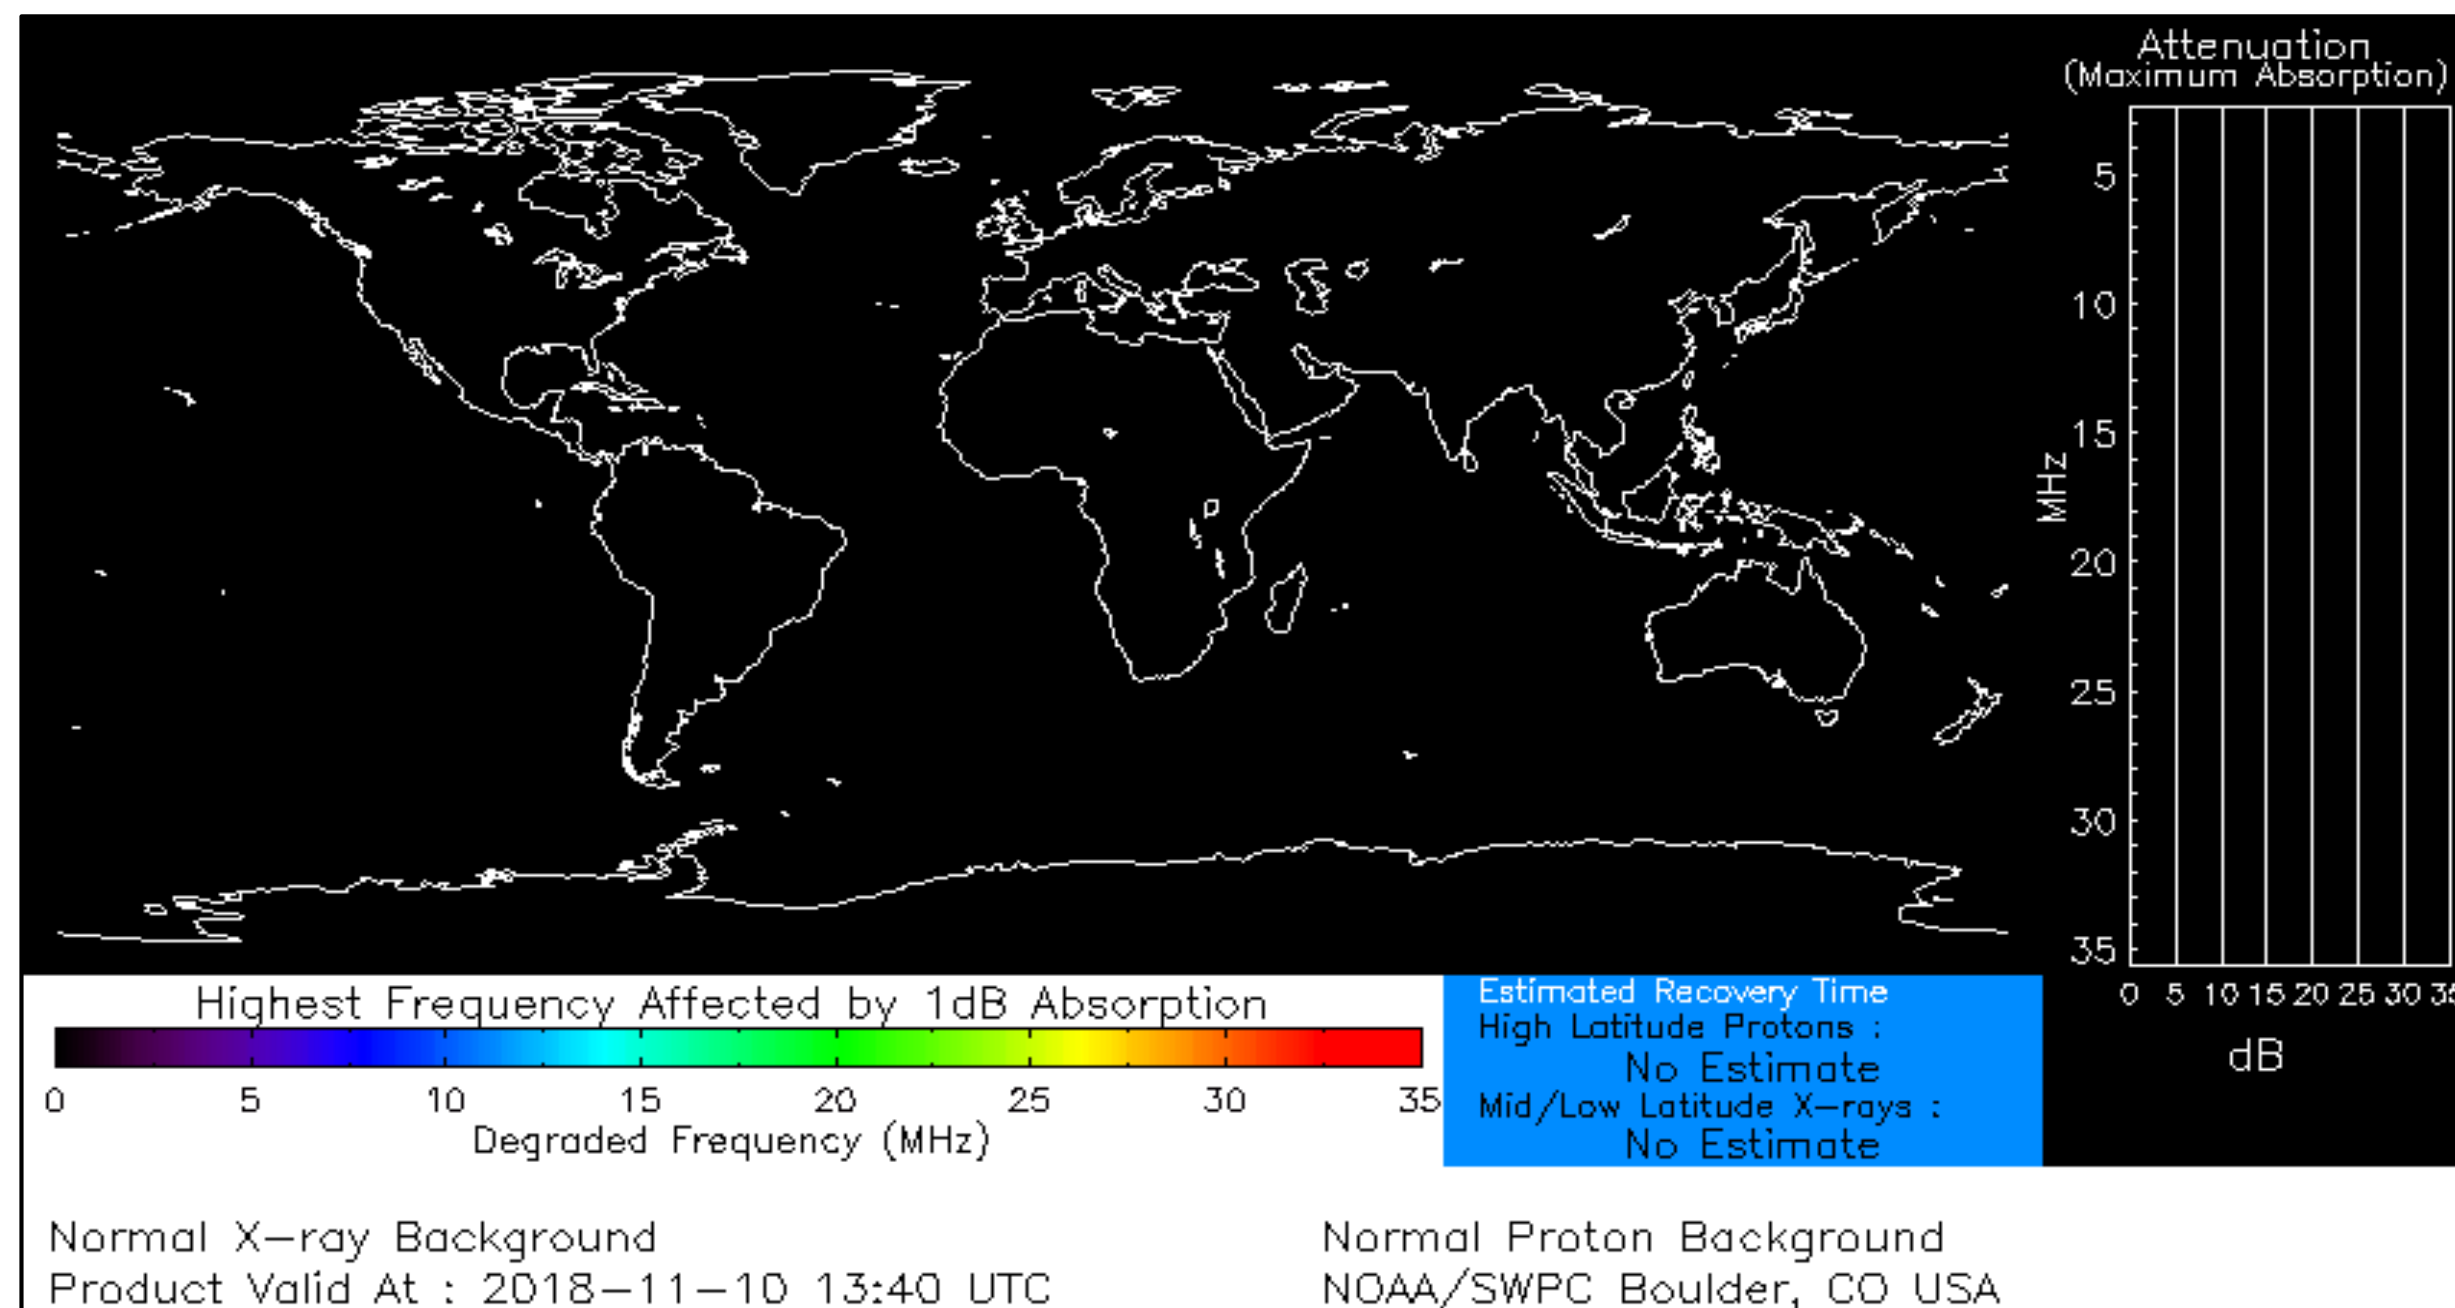 Attenuation
(Maximum Absorption)
5
10
15
20
25
30
35
MHz
0 5 10 15 20 25 30 35
dB
Highest Frequency Affected by 1dB Absorption
0 5 10 15 20 25 30 35
Degraded Frequency (MHz)
Estimated Recovery Time
High Latitude Protons :
No Estimate
Mid/Low Latitude X-rays :
No Estimate
Normal X-ray Background
Product Valid At : 2018-11-10 13:40 UTC
Normal Proton Background
NOAA/SWPC Boulder, CO USA